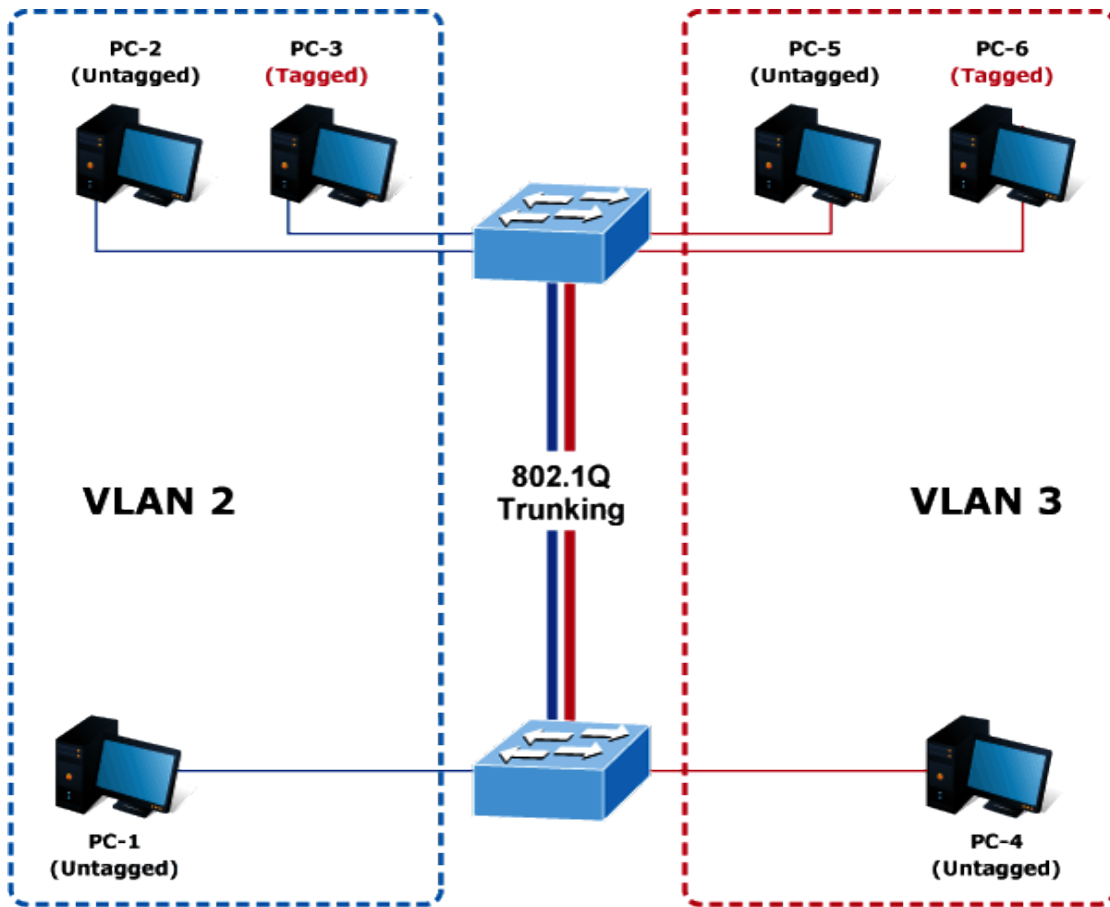 PC-2
(Untagged)
PC-3
(Tagged)
PC-5
(Untagged)
PC-6
(Tagged)
VLAN 2
802.1Q
Trunking
VLAN 3
PC-1
(Untagged)
PC-4
(Untagged)